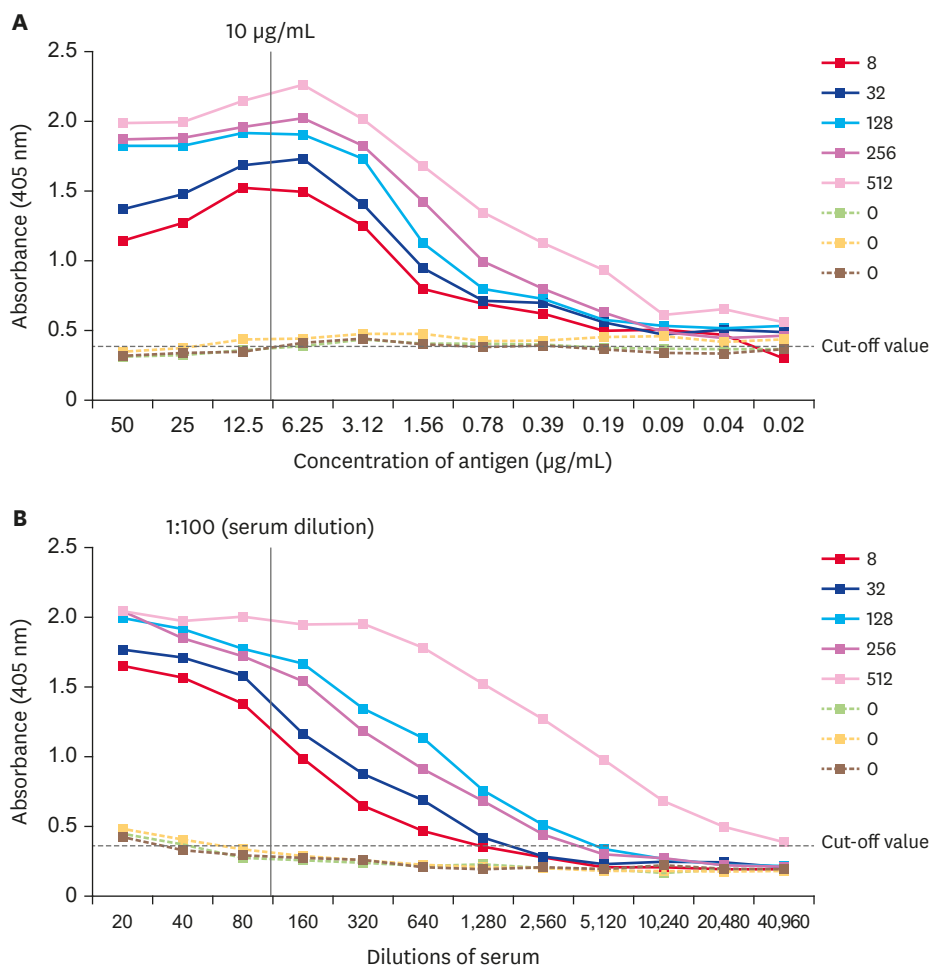 A
10 µg/mL
2.5
2.0
1.5
1.0
0.5
0
Absorbance (405 nm)
8
32
128
256
512
0
0
0
Cut-off value
50 25 12.5 6.25 3.12 1.56 0.78 0.39 0.19 0.09 0.04 0.02
Concentration of antigen (µg/mL)
B
1:100 (serum dilution)
2.5
2.0
1.5
1.0
0.5
0
Absorbance (405 nm)
8
32
128
256
512
0
0
0
Cut-off value
20 40 80 160 320 640 1,280 2,560 5,120 10,240 20,480 40,960
Dilutions of serum